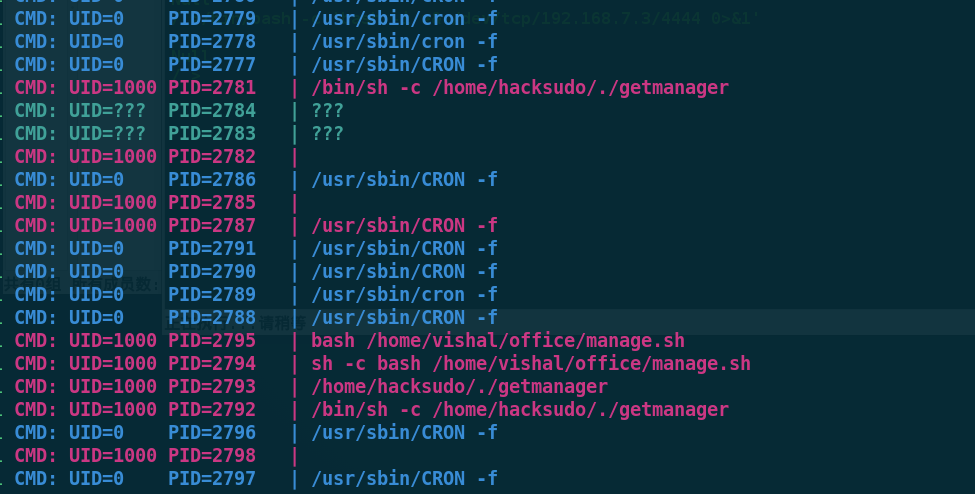 CMD: UID=0 PID=2779 | /usr/sbin/cron -f
CMD: UID=0 PID=2778 | /usr/sbin/cron -f
CMD: UID=0 PID=2777 | /usr/sbin/CRON -f
CMD: UID=1000 PID=2781 | /bin/sh -c /home/hacksudo/./getmanager
CMD: UID=??? PID=2784 | ???
CMD: UID=??? PID=2783 | ???
CMD: UID=1000 PID=2782 |
CMD: UID=0 PID=2786 | /usr/sbin/CRON -f
CMD: UID=1000 PID=2785 |
CMD: UID=1000 PID=2787 | /usr/sbin/CRON -f
CMD: UID=0 PID=2791 | /usr/sbin/CRON -f
CMD: UID=0 PID=2790 | /usr/sbin/CRON -f
CMD: UID=0 PID=2789 | /usr/sbin/cron -f
CMD: UID=0 PID=2788 | /usr/sbin/CRON -f
CMD: UID=1000 PID=2795 | bash /home/vishal/office/manage.sh
CMD: UID=1000 PID=2794 | sh -c bash /home/vishal/office/manage.sh
CMD: UID=1000 PID=2793 | /home/hacksudo/./getmanager
CMD: UID=1000 PID=2792 | /bin/sh -c /home/hacksudo/./getmanager
CMD: UID=0 PID=2796 | /usr/sbin/CRON -f
CMD: UID=1000 PID=2798 |
CMD: UID=0 PID=2797 | /usr/sbin/CRON -f